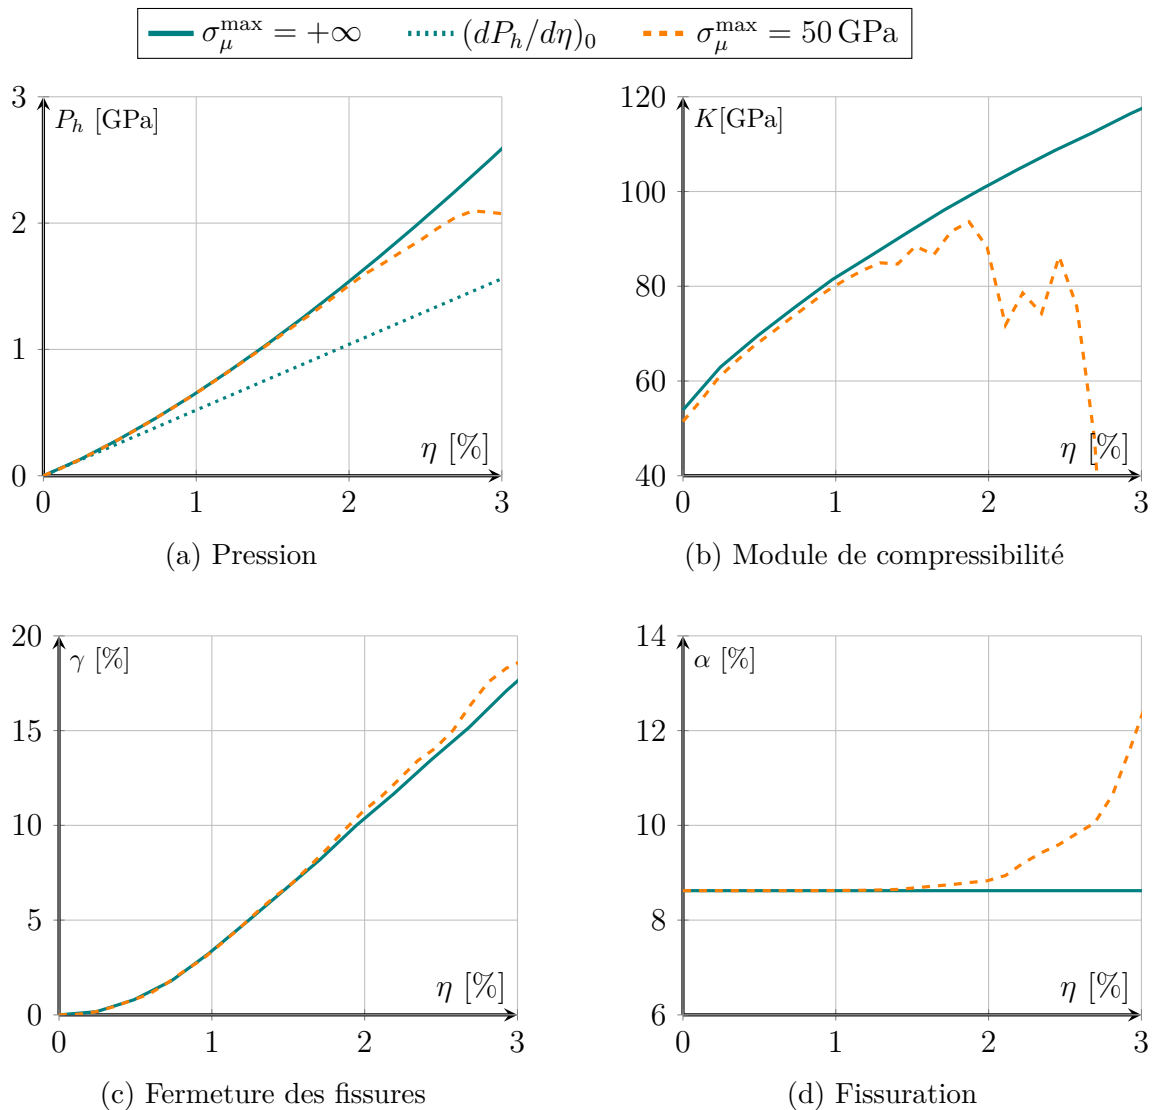 σ_μ^max = +∞ (dP_h/dη)_0 σ_μ^max = 50 GPa
P_h [GPa]
3
2
1
0
0 1 2 3
η [%]
(a) Pression
K[GPa]
120
100
80
60
40
0 1 2 3
η [%]
(b) Module de compressibilité
γ [%]
20
15
10
5
0
0 1 2 3
η [%]
(c) Fermeture des fissures
α [%]
14
12
10
8
6
0 1 2 3
η [%]
(d) Fissuration